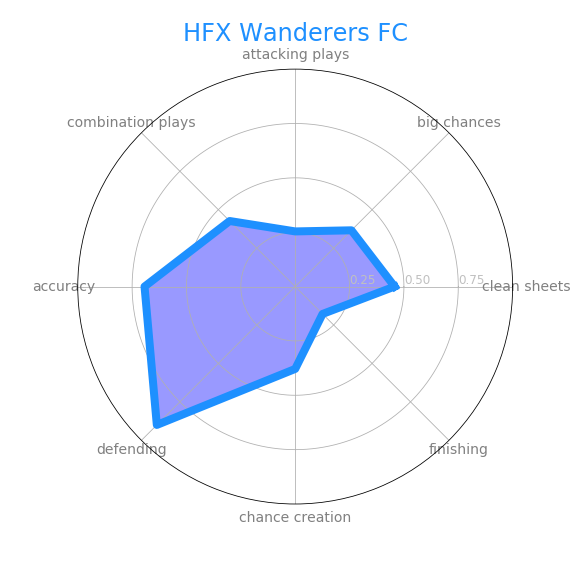 HFX Wanderers FC
attacking plays
combination plays
big chances
accuracy
0.25
0.50
0.75
clean sheets
defending
finishing
chance creation